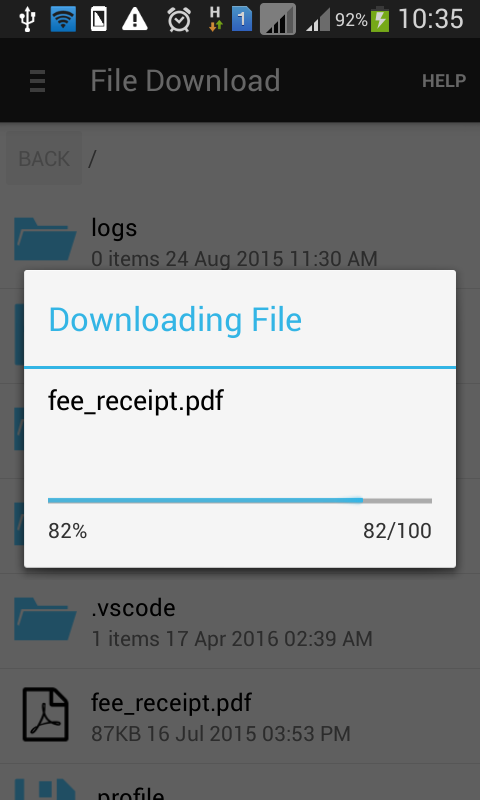 H 1 92% 10:35
File Download HELP
BACK /
logs
0 items 24 Aug 2015 11:30 AM
Downloading File
fee_receipt.pdf
82% 82/100
.vscode
1 items 17 Apr 2016 02:39 AM
fee_receipt.pdf
87KB 16 Jul 2015 03:53 PM
.profile